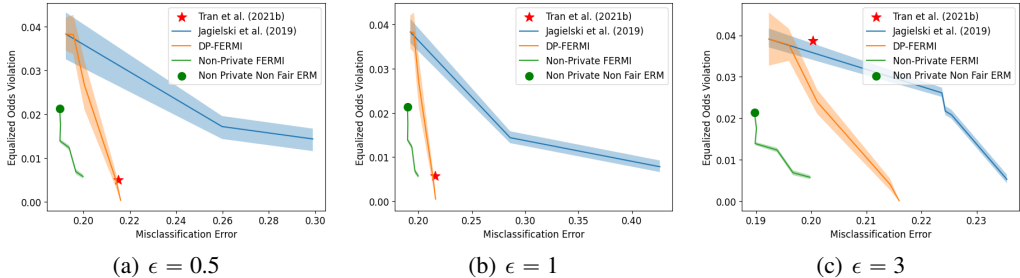 Equalized Odds Violation
0.04
0.03
0.02
0.01
0.00
Tran et al. (2021b)
Jagielski et al. (2019)
DP-FERMI
Non-Private FERMI
Non Private Non Fair ERM
0.20 0.22 0.24 0.26 0.28 0.30
Misclassification Error
(a) ϵ = 0.5
Equalized Odds Violation
0.04
0.03
0.02
0.01
0.00
Tran et al. (2021b)
Jagielski et al. (2019)
DP-FERMI
Non-Private FERMI
Non Private Non Fair ERM
0.20 0.25 0.30 0.35 0.40
Misclassification Error
(b) ϵ = 1
Equalized Odds Violation
0.04
0.03
0.02
0.01
0.00
Tran et al. (2021b)
Jagielski et al. (2019)
DP-FERMI
Non-Private FERMI
Non Private Non Fair ERM
0.19 0.20 0.21 0.22 0.23
Misclassification Error
(c) ϵ = 3